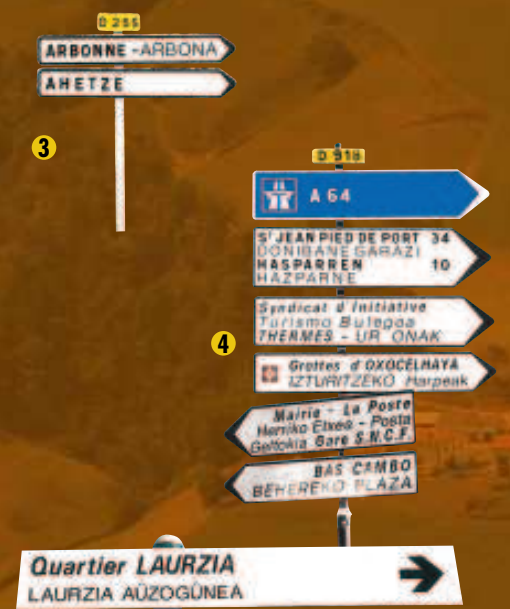 D 255
ARBONNE - ARBONA
AHETZE
3
D 918
A 64
ST JEAN PIED DE PORT 34
DONIBANE GARAZI
HASPARREN 10
HAZPARNE
Syndicat d'Initiative
Turismo Bulegoa
THERMES - UR ONAK
4
Grottes d'OXOCELHAYA
IZTURITZEKO Harpeak
Mairie - La Poste
Herriko Etxea - Posta
Geltokia Gare S.N.C.F.
BAS CAMBO
BEHEREKO PLAZA
Quartier LAURZIA
LAURZIA AÙZOGÙNEA